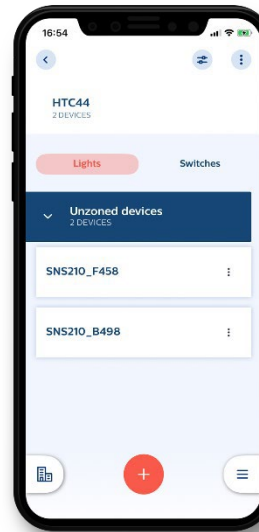 16:54
HTC44
2 DEVICES
Lights Switches
Unzoned devices
2 DEVICES
SNS210_F458
SNS210_B498